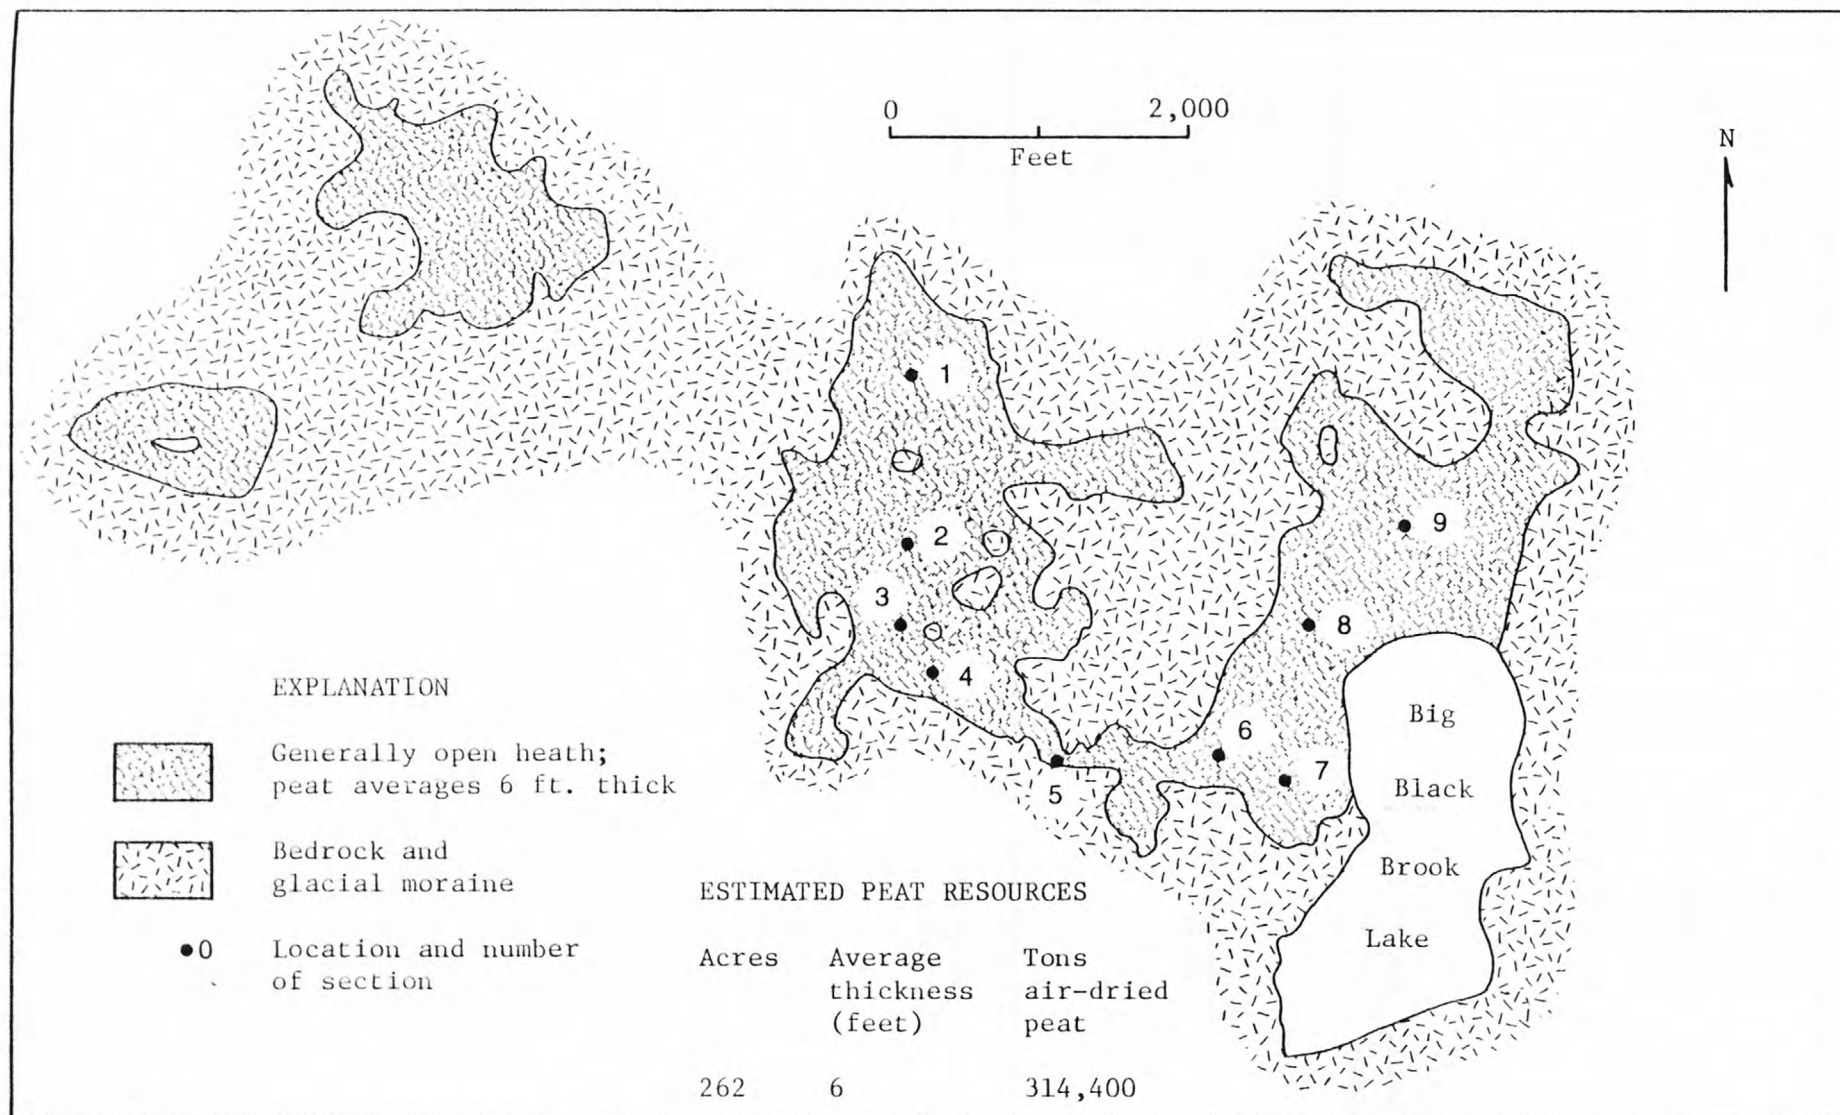 0 2,000
Feet
N
1
2
3
4
5
6
7
8
9
Big
Black
Brook
Lake
EXPLANATION
Generally open heath;
peat averages 6 ft. thick
Bedrock and
glacial moraine
0 Location and number
of section
ESTIMATED PEAT RESOURCES
Acres Average Tons
thickness air-dried
(feet) peat
262 6 314,400